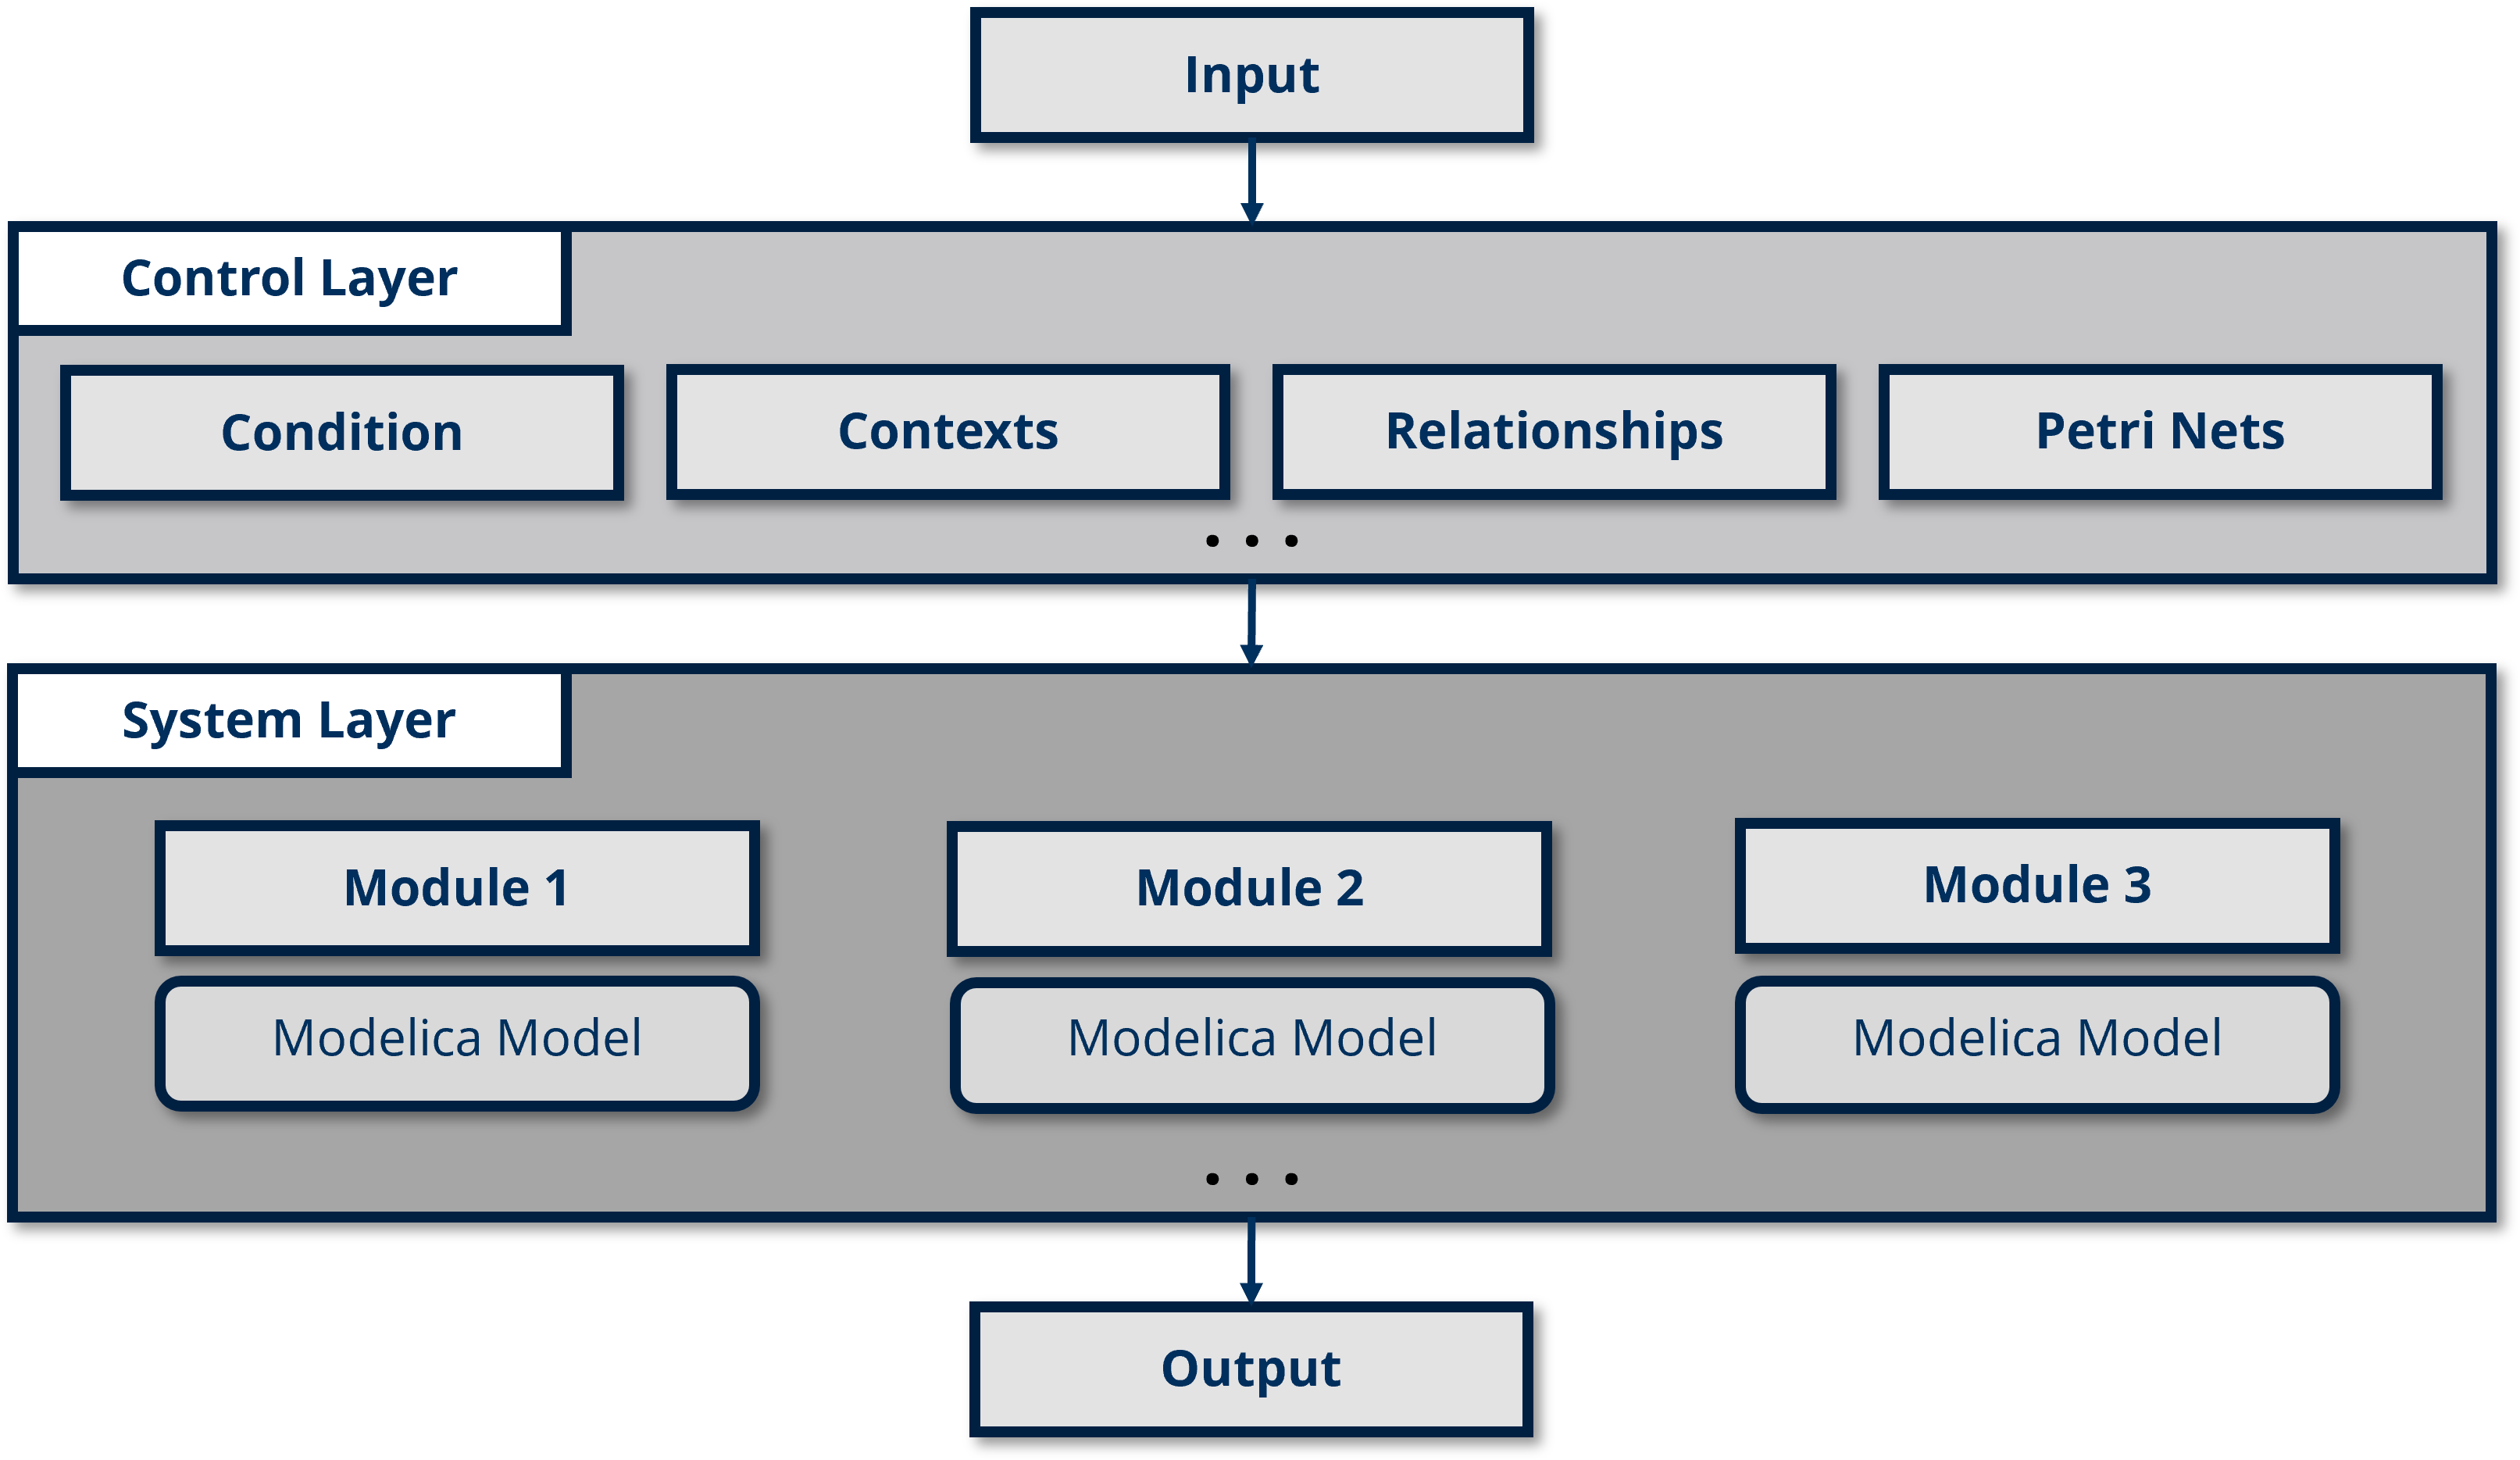 Input
Control Layer
Condition
Contexts
Relationships
Petri Nets
. . .
System Layer
Module 1
Module 2
Module 3
Modelica Model
Modelica Model
Modelica Model
. . .
Output